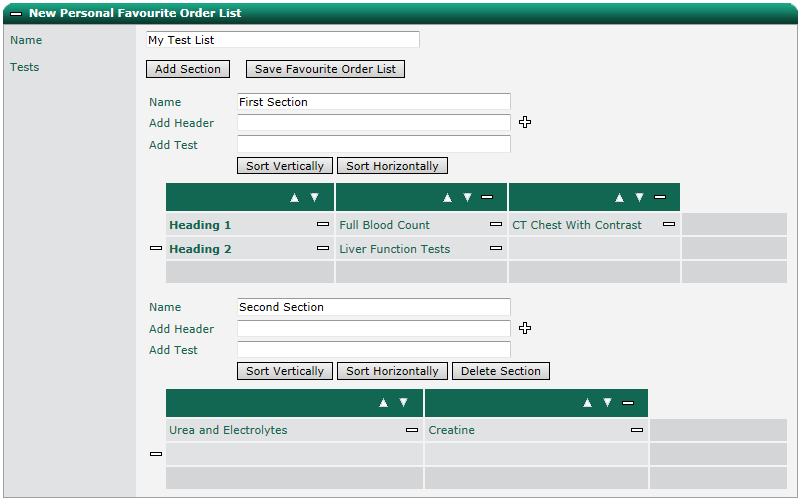 New Personal Favourite Order List
Name My Test List
Tests Add Section Save Favourite Order List
Name First Section
Add Header
Add Test
Sort Vertically Sort Horizontally
Heading 1 Full Blood Count CT Chest With Contrast
Heading 2 Liver Function Tests
Name Second Section
Add Header
Add Test
Sort Vertically Sort Horizontally Delete Section
Urea and Electrolytes Creatine